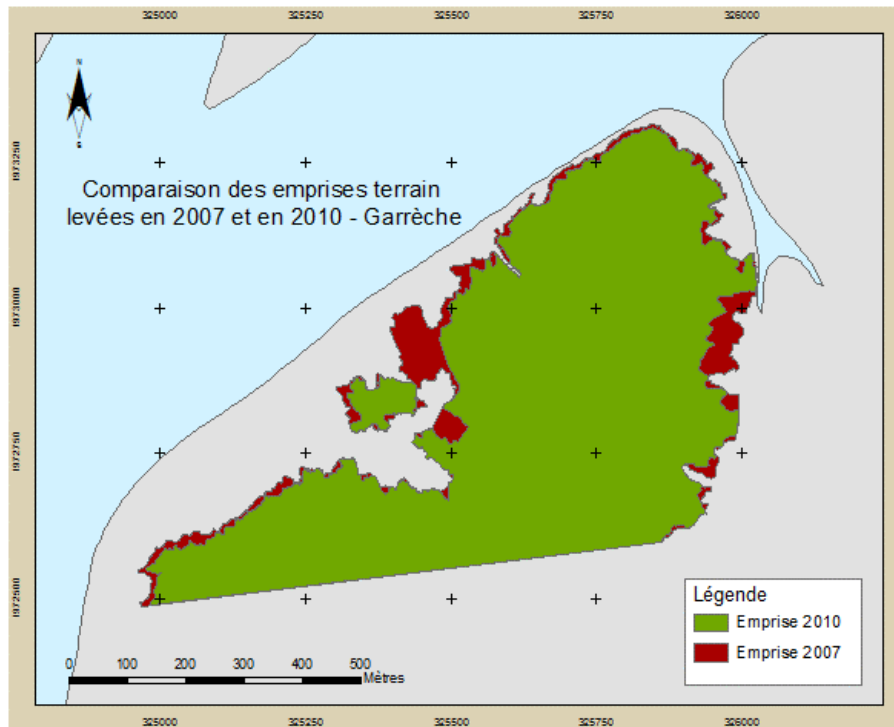 325000 325250 325500 325750 326000
N
S
1973250
1973000
1972750
1972500
Comparaison des emprises terrain
levées en 2007 et en 2010 - Garrèche
Légende
Emprise 2010
Emprise 2007
0 100 200 300 400 500
Mètres
325000 325250 325500 325750 326000